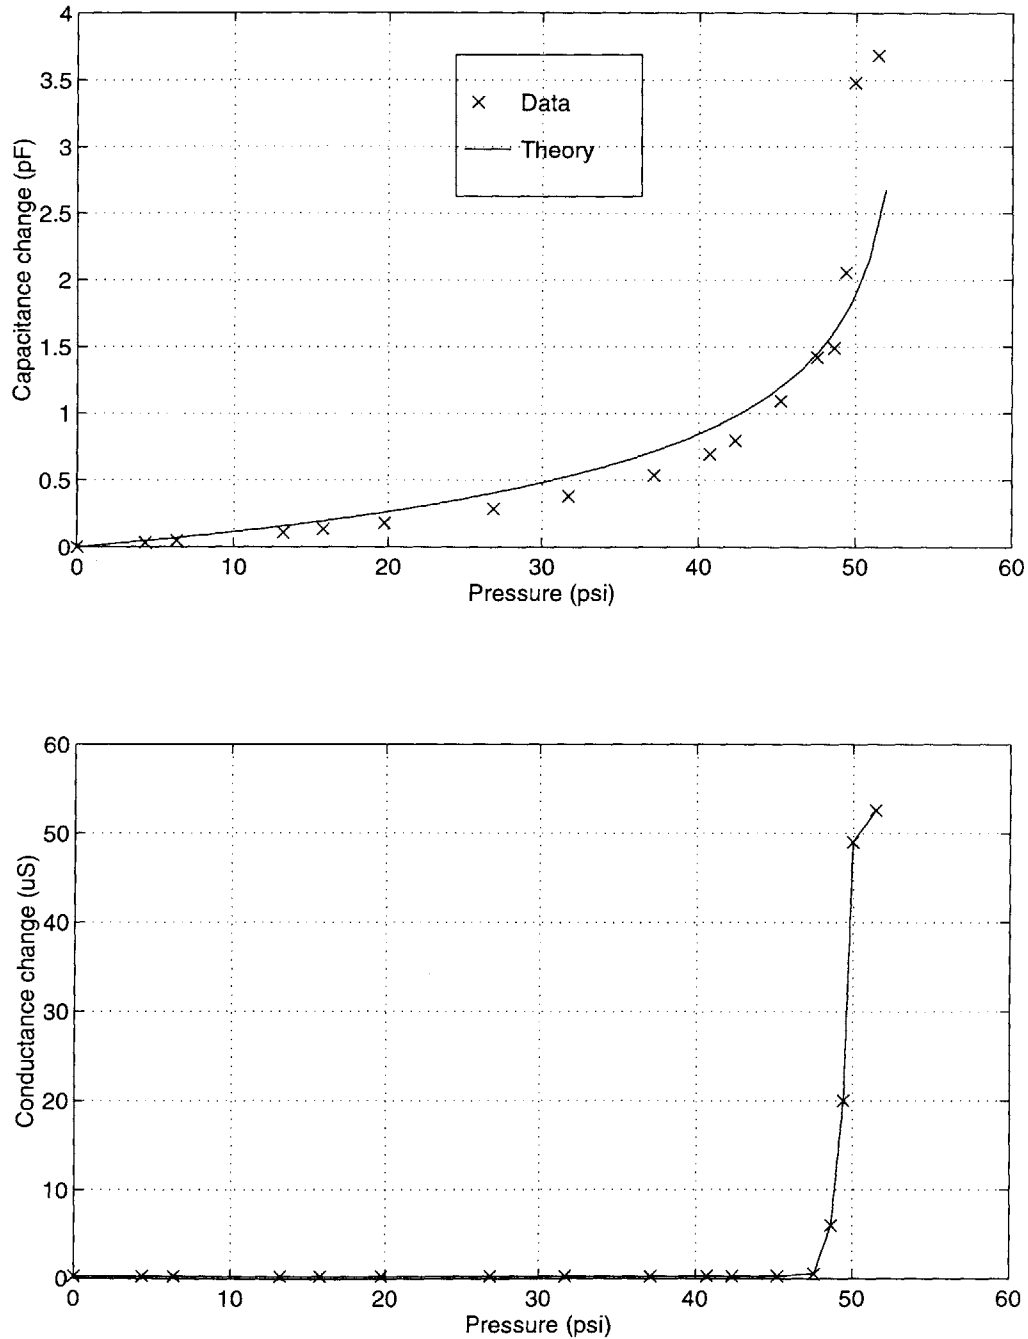 4
3.5
3
2.5
2
1.5
1
0.5
0
Capacitance change (pF)
× Data
Theory
0 10 20 30 40 50 60
Pressure (psi)
60
50
40
30
20
10
0
Conductance change (uS)
0 10 20 30 40 50 60
Pressure (psi)